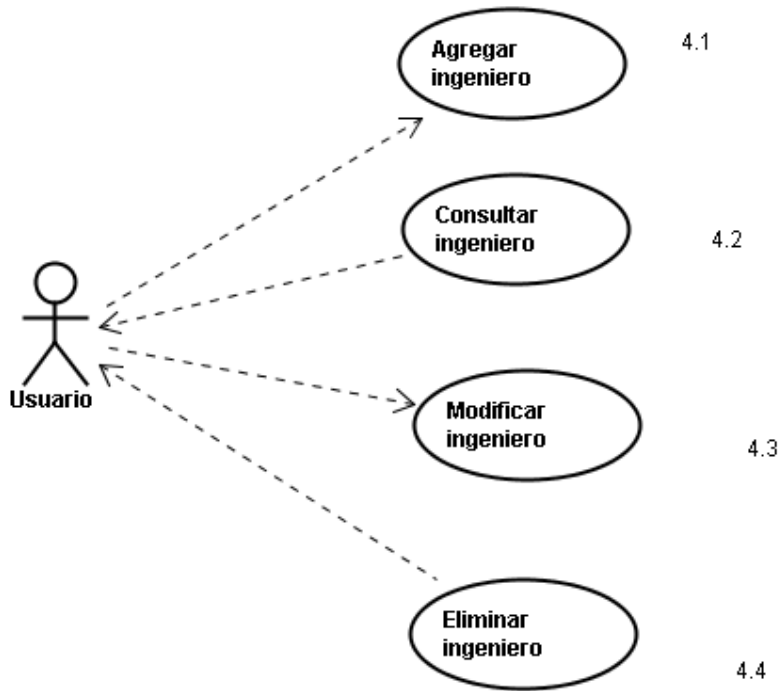 Agregar
ingeniero
4.1
Consultar
ingeniero
4.2
Usuario
Modificar
ingeniero
4.3
Eliminar
ingeniero
4.4